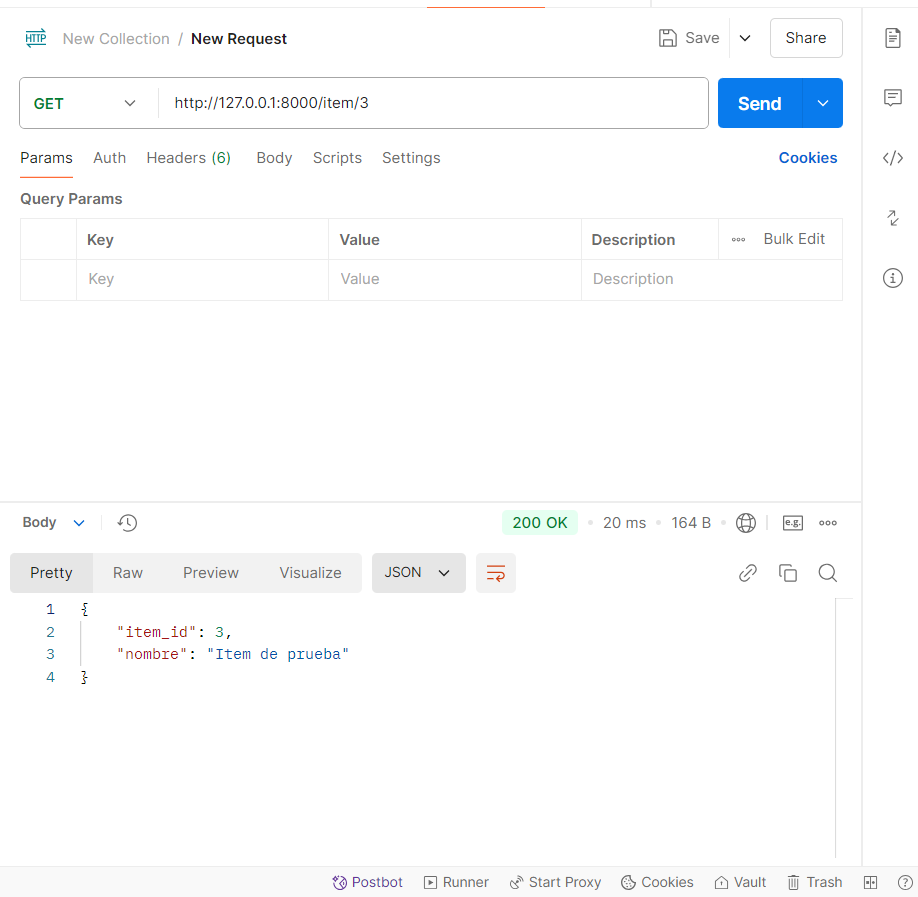 HTTP New Collection / New Request Save Share
GET http://127.0.0.1:8000/item/3 Send
Params Auth Headers (6) Body Scripts Settings Cookies
Query Params
Key Value Description Bulk Edit
Key Value Description
Body 200 OK 20 ms 164 B e.g.
Pretty Raw Preview Visualize JSON
1 {
2 "item_id": 3,
3 "nombre": "Item de prueba"
4 }
Postbot Runner Start Proxy Cookies Vault Trash